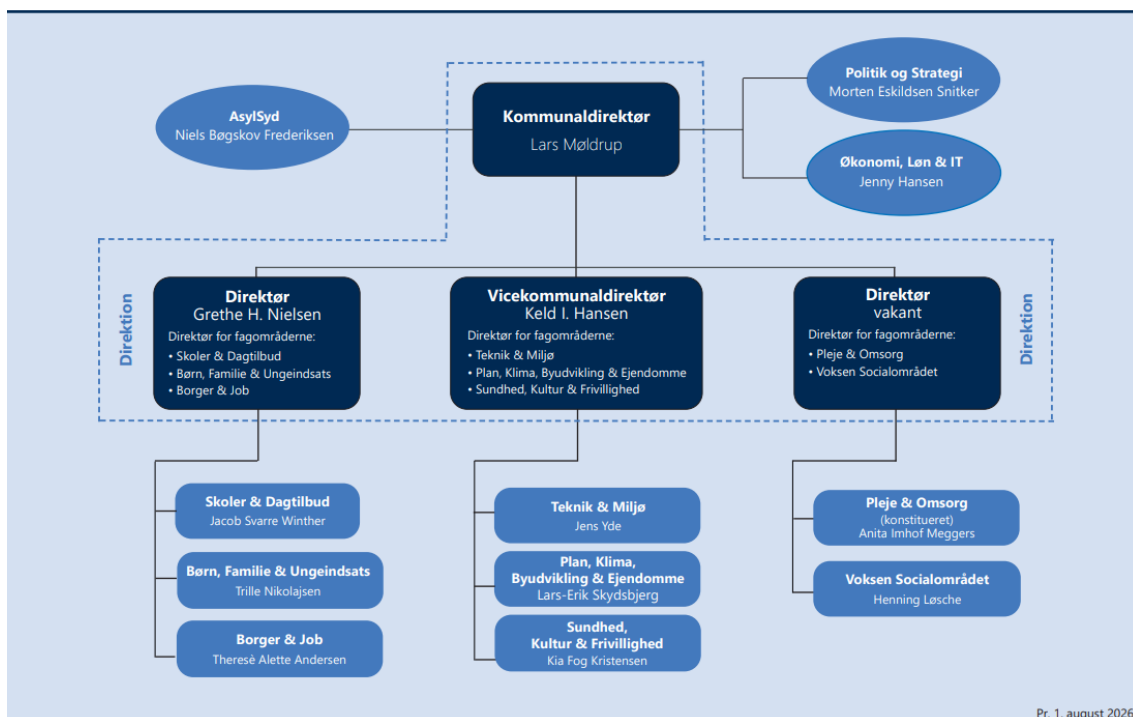 AsylSyd
Niels Bøgskov Frederiksen
Kommunaldirektør
Lars Møldrup
Politik og Strategi
Morten Eskildsen Snitker
Økonomi, Løn & IT
Jenny Hansen
Direktion
Direktør
Grethe H. Nielsen
Direktør for fagområderne:
• Skoler & Dagtilbud
• Børn, Familie & Ungeindsats
• Borger & Job
Vicekommunaldirektør
Keld I. Hansen
Direktør for fagområderne:
• Teknik & Miljø
• Plan, Klima, Byudvikling & Ejendomme
• Sundhed, Kultur & Frivillighed
Direktør
vakant
Direktør for fagområderne:
• Pleje & Omsorg
• Voksen Socialområdet
Direktion
Skoler & Dagtilbud
Jacob Svarre Winther
Børn, Familie & Ungeindsats
Trille Nikolajsen
Borger & Job
Theresè Alette Andersen
Teknik & Miljø
Jens Yde
Plan, Klima,
Byudvikling & Ejendomme
Lars-Erik Skydsbjerg
Sundhed,
Kultur & Frivillighed
Kia Fog Kristensen
Pleje & Omsorg
(konstitueret)
Anita Imhof Meggers
Voksen Socialområdet
Henning Løsche
Pr. 1. august 2026